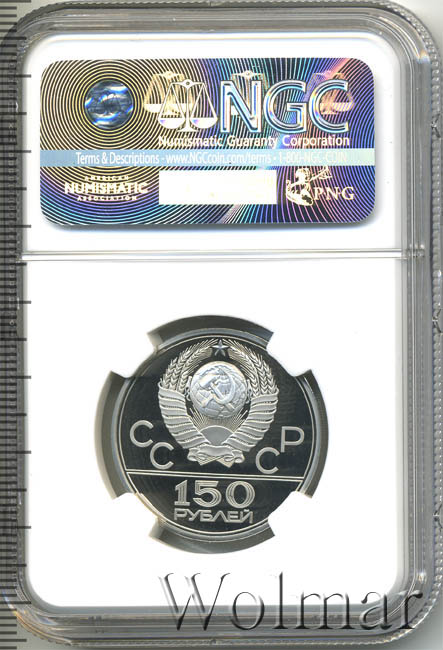 NGC
Numismatic Guaranty Corporation
Terms & Descriptions - www.NGCcoin.com/terms • 1-800-NGC-COIN
AMERICAN
NUMISMATIC
ASSOCIATION
PNG
СССР
150
РУБЛЕЙ
Wolmar